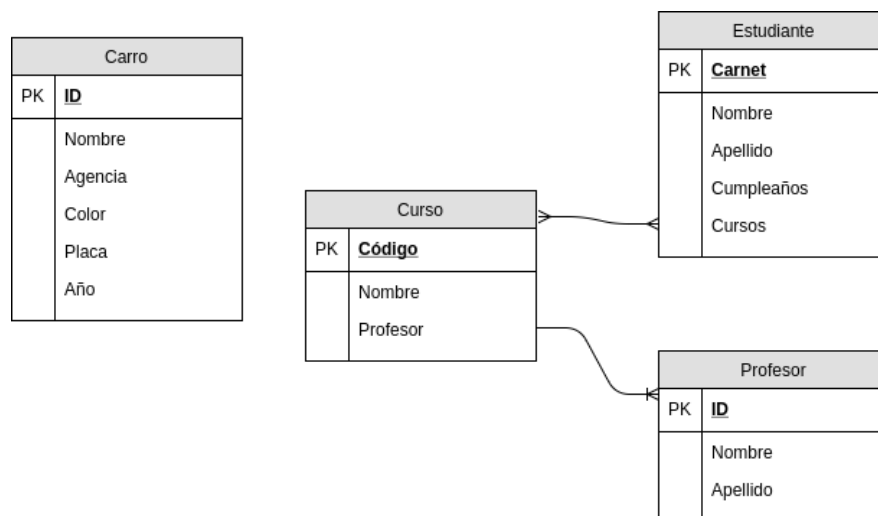 Carro
PK ID
Nombre
Agencia
Color
Placa
Año
Curso
PK Código
Nombre
Profesor
Estudiante
PK Carnet
Nombre
Apellido
Cumpleaños
Cursos
Profesor
PK ID
Nombre
Apellido